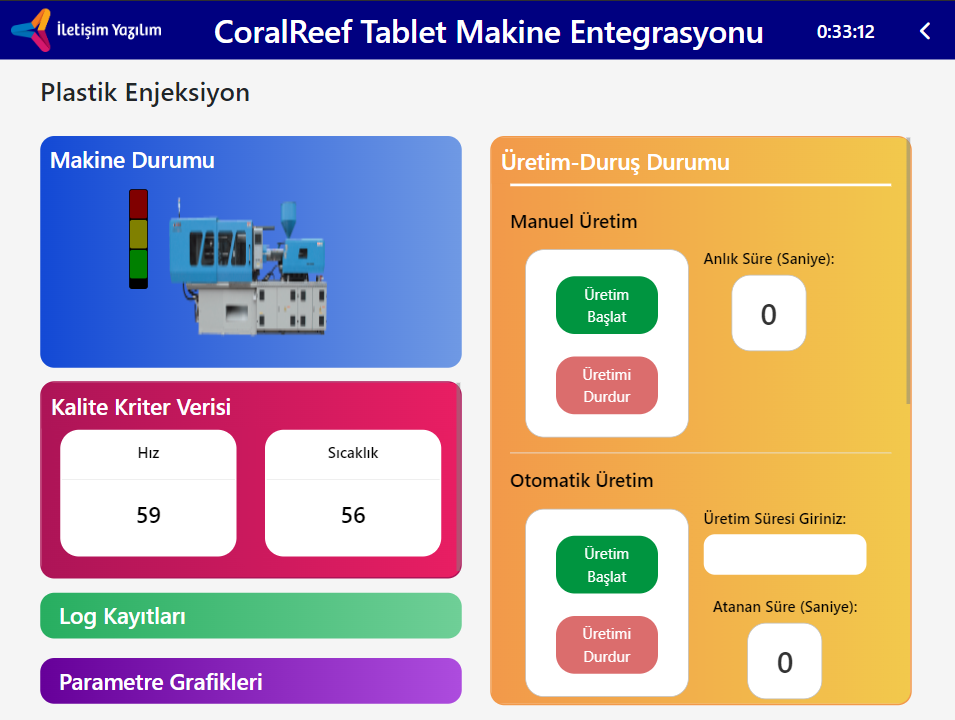 İletişim Yazılım
CoralReef Tablet Makine Entegrasyonu
0:33:12
Plastik Enjeksiyon
Makine Durumu
Kalite Kriter Verisi
Hız
59
Sıcaklık
56
Log Kayıtları
Parametre Grafikleri
Üretim-Duruş Durumu
Manuel Üretim
Üretim
Başlat
Üretimi
Durdur
Anlık Süre (Saniye):
0
Otomatik Üretim
Üretim
Başlat
Üretimi
Durdur
Üretim Süresi Giriniz:
Atanan Süre (Saniye):
0